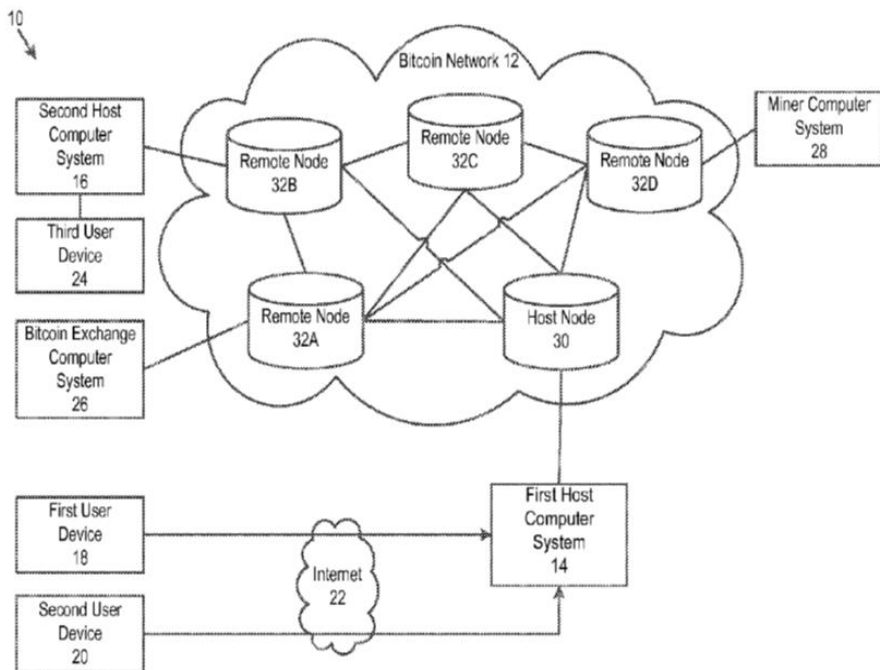 10
Bitcoin Network 12
Second Host
Computer
System
16
Remote Node
32B
Remote Node
32C
Remote Node
32D
Miner Computer
System
28
Third User
Device
24
Bitcoin Exchange
Computer
System
26
Remote Node
32A
Host Node
30
First User
Device
18
Internet
22
First Host
Computer
System
14
Second User
Device
20